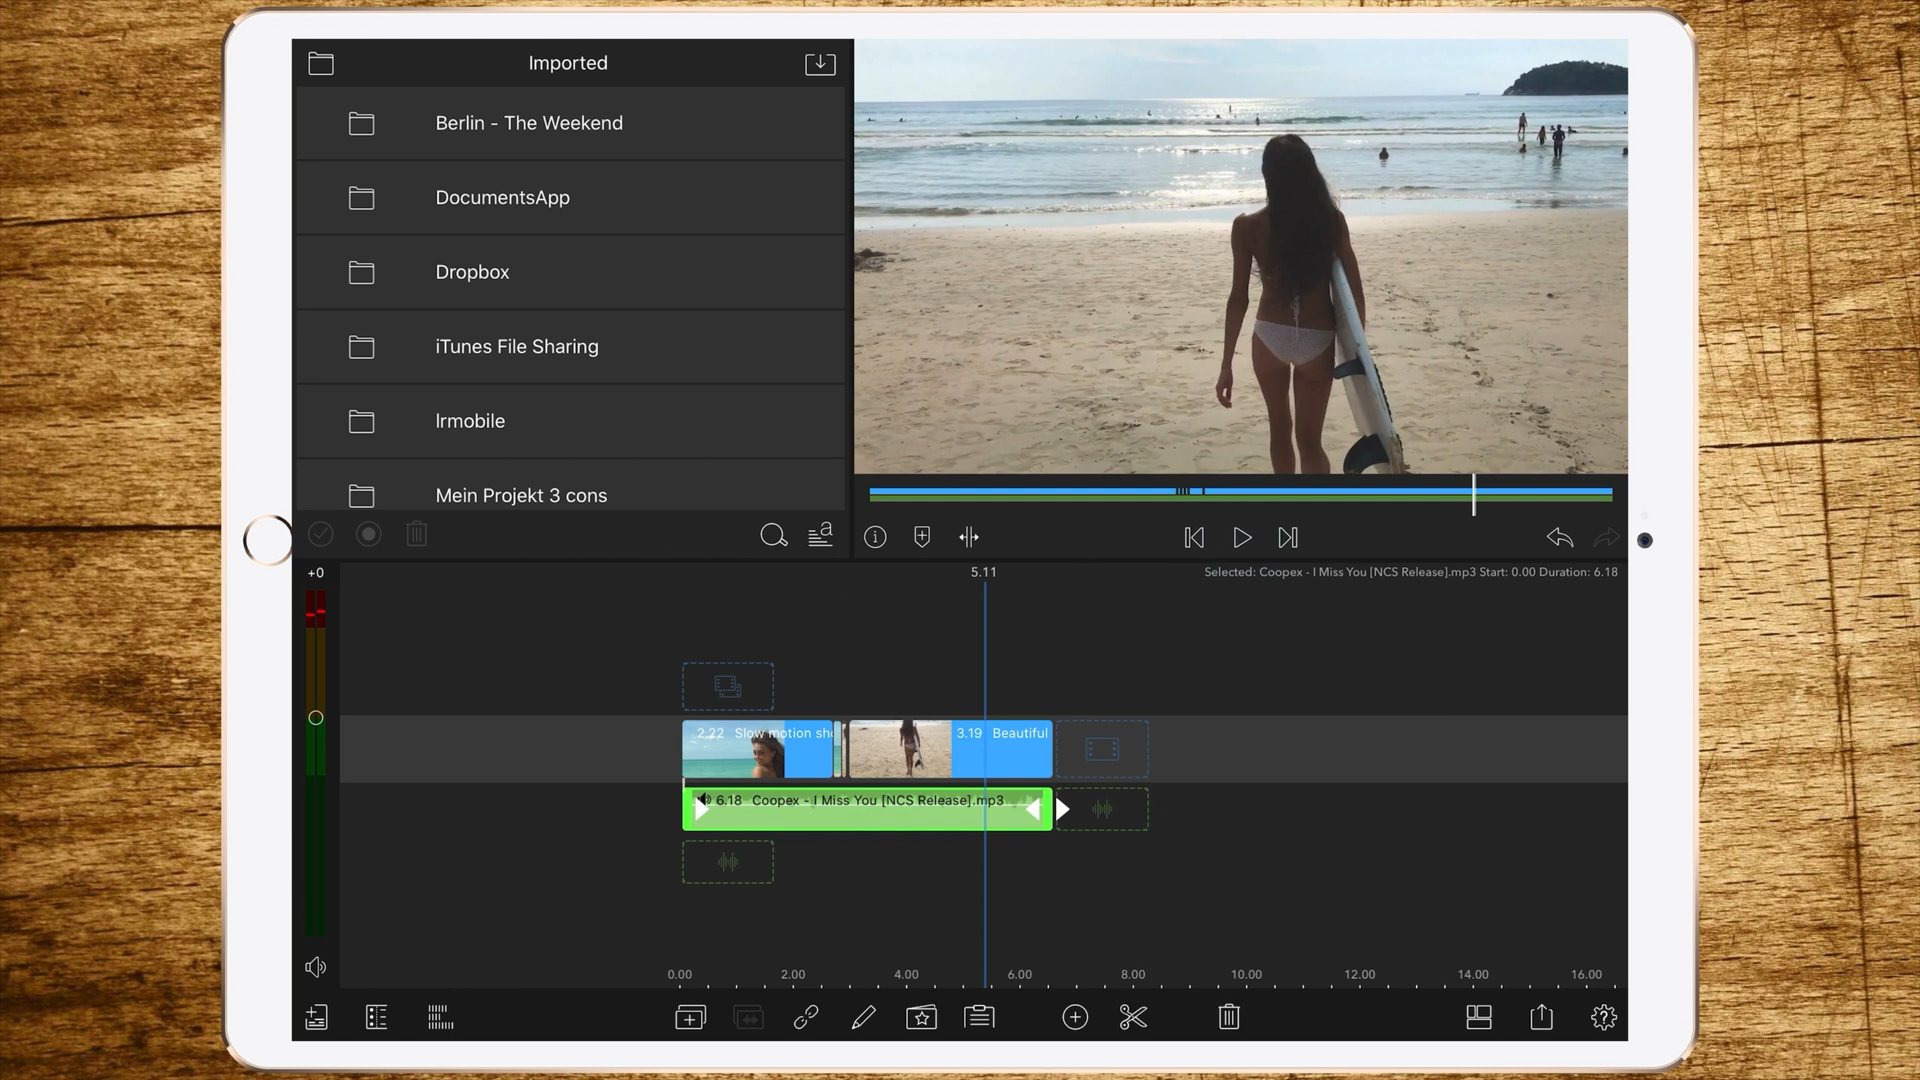 Imported
Berlin - The Weekend
DocumentsApp
Dropbox
iTunes File Sharing
lrmobile
Mein Projekt 3 cons
+0
5.11
Selected: Coopex - I Miss You [NCS Release].mp3 Start: 0.00 Duration: 6.18
2.22 Slow motion sh
3.19 Beautiful
6.18 Coopex - I Miss You [NCS Release].mp3
0.00 2.00 4.00 6.00 8.00 10.00 12.00 14.00 16.00